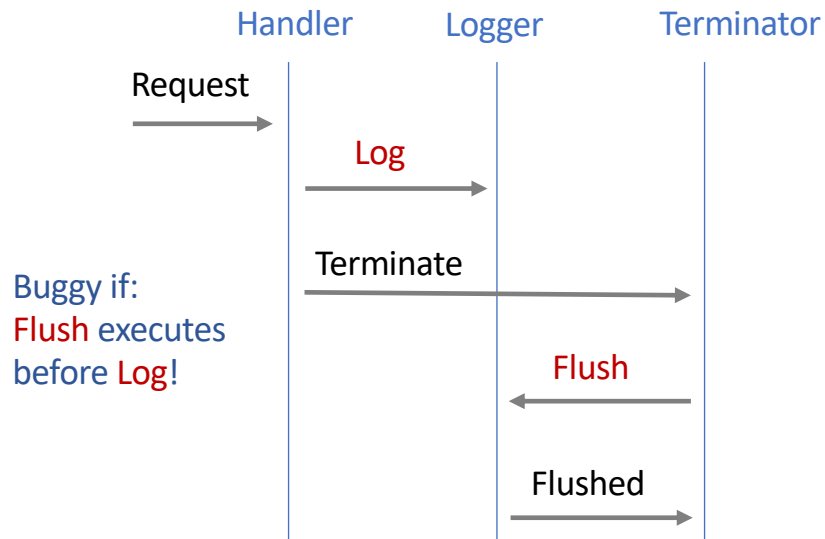 Handler Logger Terminator
Request
Log
Terminate
Buggy if:
Flush executes
before Log!
Flush
Flushed